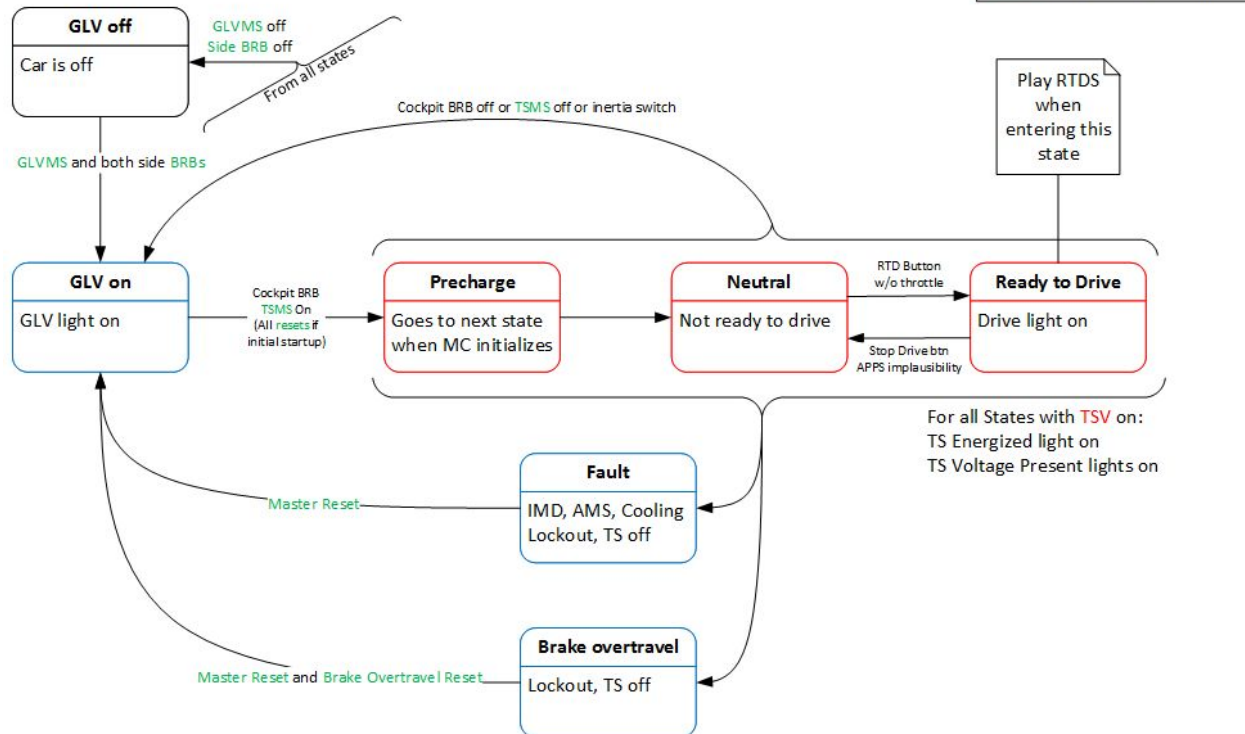 GLV off
Car is off
GLVMS off
Side BRB off
From all states
Cockpit BRB off or TSMS off or inertia switch
Play RTDS
when
entering this
state
GLVMS and both side BRBs
GLV on
GLV light on
Cockpit BRB
TSMS On
(All resets if
initial startup)
Precharge
Goes to next state
when MC initializes
Neutral
Not ready to drive
RTD Button
w/o throttle
Stop Drive btn
APPS implausibility
Ready to Drive
Drive light on
For all States with TSV on:
TS Energized light on
TS Voltage Present lights on
Fault
IMD, AMS, Cooling
Lockout, TS off
Master Reset
Brake overtravel
Lockout, TS off
Master Reset and Brake Overtravel Reset